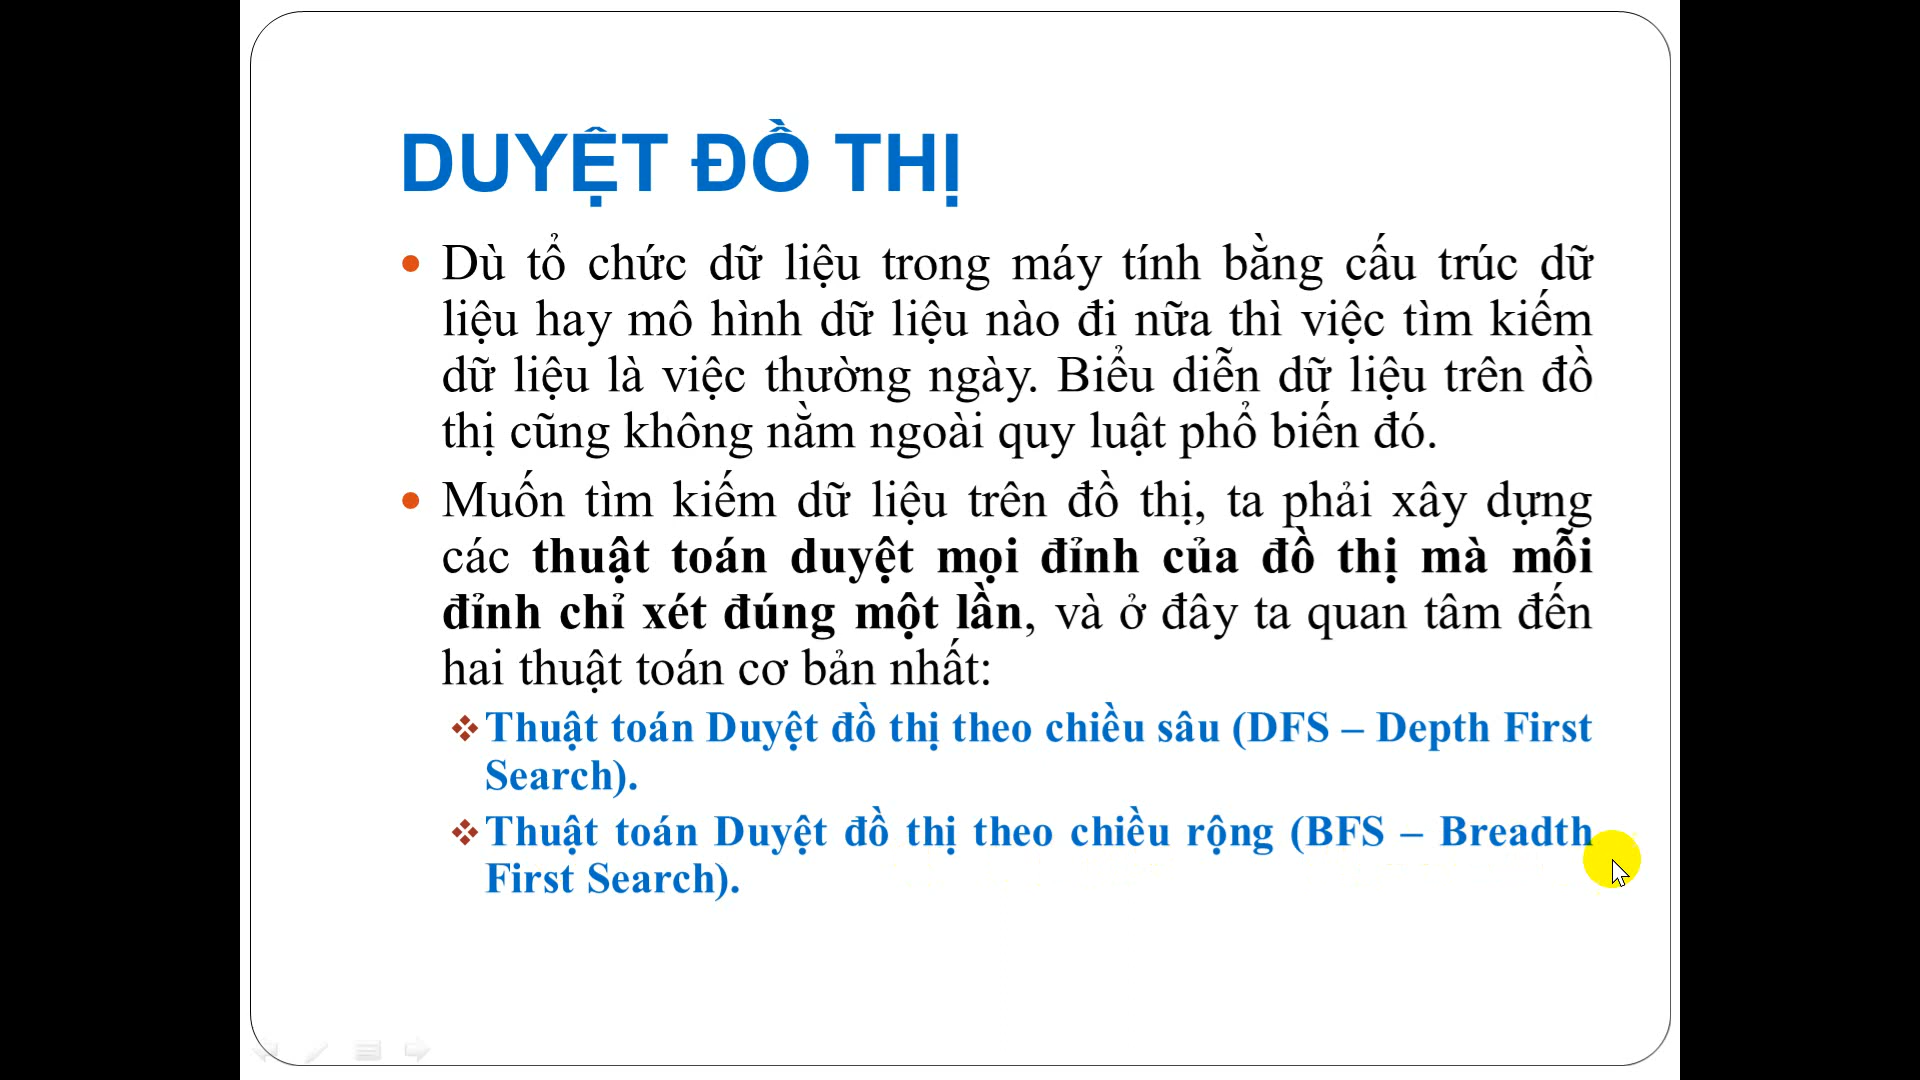 DUYỆT ĐỒ THỊ
Dù tổ chức dữ liệu trong máy tính bằng cấu trúc dữ
liệu hay mô hình dữ liệu nào đi nữa thì việc tìm kiếm
dữ liệu là việc thường ngày. Biểu diễn dữ liệu trên đồ
thị cũng không nằm ngoài quy luật phổ biến đó.
Muốn tìm kiếm dữ liệu trên đồ thị, ta phải xây dựng
các thuật toán duyệt mọi đỉnh của đồ thị mà mỗi
đỉnh chỉ xét đúng một lần, và ở đây ta quan tâm đến
hai thuật toán cơ bản nhất:
Thuật toán Duyệt đồ thị theo chiều sâu (DFS – Depth First
Search).
Thuật toán Duyệt đồ thị theo chiều rộng (BFS – Breadth
First Search).